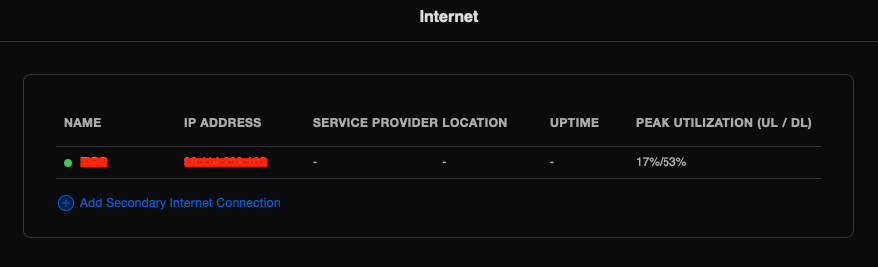 Internet
NAME IP ADDRESS SERVICE PROVIDER LOCATION UPTIME PEAK UTILIZATION (UL / DL)
- - - 17%/53%
Add Secondary Internet Connection